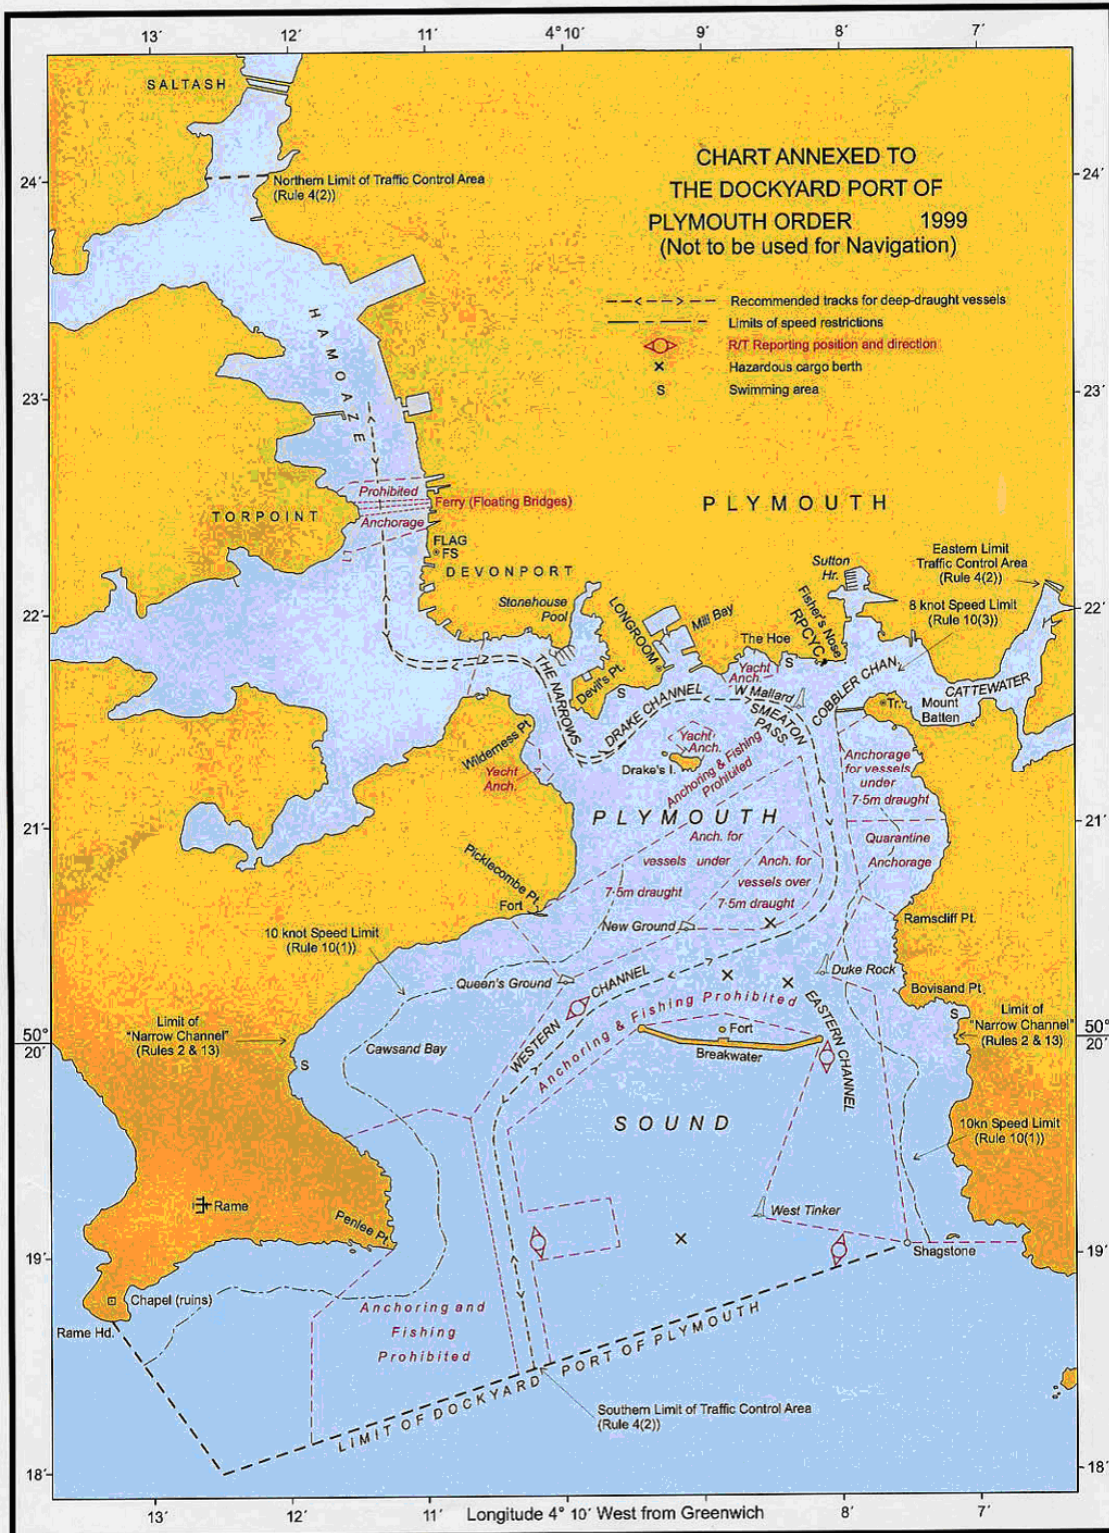 13′ 12′ 11′ 4° 10′ 9′ 8′ 7′
SALTASH
CHART ANNEXED TO
THE DOCKYARD PORT OF
PLYMOUTH ORDER 1999
(Not to be used for Navigation)
24′
24′
Northern Limit of Traffic Control Area
(Rule 4(2))
Recommended tracks for deep-draught vessels
Limits of speed restrictions
R/T Reporting position and direction
Hazardous cargo berth
S Swimming area
HAMOAZE
23′
23′
Prohibited
Anchorage
Ferry (Floating Bridges)
TORPOINT
PLYMOUTH
FLAG
FS
DEVONPORT
Stonehouse
Pool
LONGROOM
Mill Bay
The Hoe
Sutton
Hr.
Fisher's Nose
RPCYC
Eastern Limit
Traffic Control Area
(Rule 4(2))
8 knot Speed Limit
(Rule 10(3))
22′
22′
THE NARROWS
Devil's Pt.
S
DRAKE CHANNEL
Yacht
Anch.
S
W Mallard
SMEATON
PASS
COBBLER CHAN.
CATTEWATER
Tr.
Mount
Batten
Wilderness Pt
Yacht
Anch.
Yacht
Anch.
Drake's I.
Anchoring & Fishing
Prohibited
Anchorage
for vessels
under
7·5m draught
21′
21′
PLYMOUTH
Anch. for
vessels under
7·5m draught
Anch. for
vessels over
7·5m draught
Quarantine
Anchorage
Picklecombe Pt.
Fort
New Ground
Ramscliff Pt.
10 knot Speed Limit
(Rule 10(1))
Queen's Ground
WESTERN CHANNEL
Duke Rock
Bovisand Pt
S
Anchoring & Fishing Prohibited
EASTERN CHANNEL
Limit of
"Narrow Channel"
(Rules 2 & 13)
Limit of
"Narrow Channel"
(Rules 2 & 13)
50°
20′
50°
20′
Cawsand Bay
S
Fort
Breakwater
SOUND
10kn Speed Limit
(Rule 10(1))
Rame
Penlee Pt.
West Tinker
Shagstone
19′
19′
Chapel (ruins)
Rame Hd.
Anchoring and
Fishing
Prohibited
LIMIT OF DOCKYARD PORT OF PLYMOUTH
Southern Limit of Traffic Control Area
(Rule 4(2))
18′
18′
13′ 12′ 11′ Longitude 4° 10′ West from Greenwich 8′ 7′